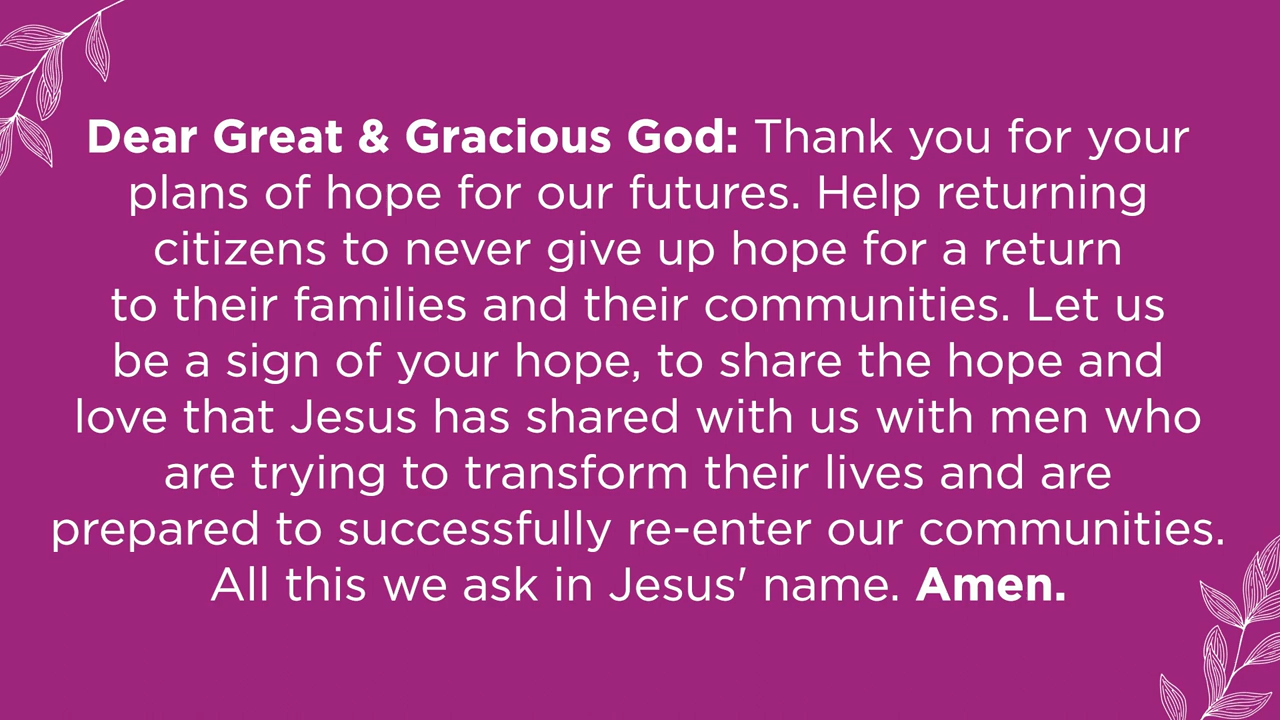 Dear Great & Gracious God: Thank you for your
plans of hope for our futures. Help returning
citizens to never give up hope for a return
to their families and their communities. Let us
be a sign of your hope, to share the hope and
love that Jesus has shared with us with men who
are trying to transform their lives and are
prepared to successfully re-enter our communities.
All this we ask in Jesus' name. Amen.